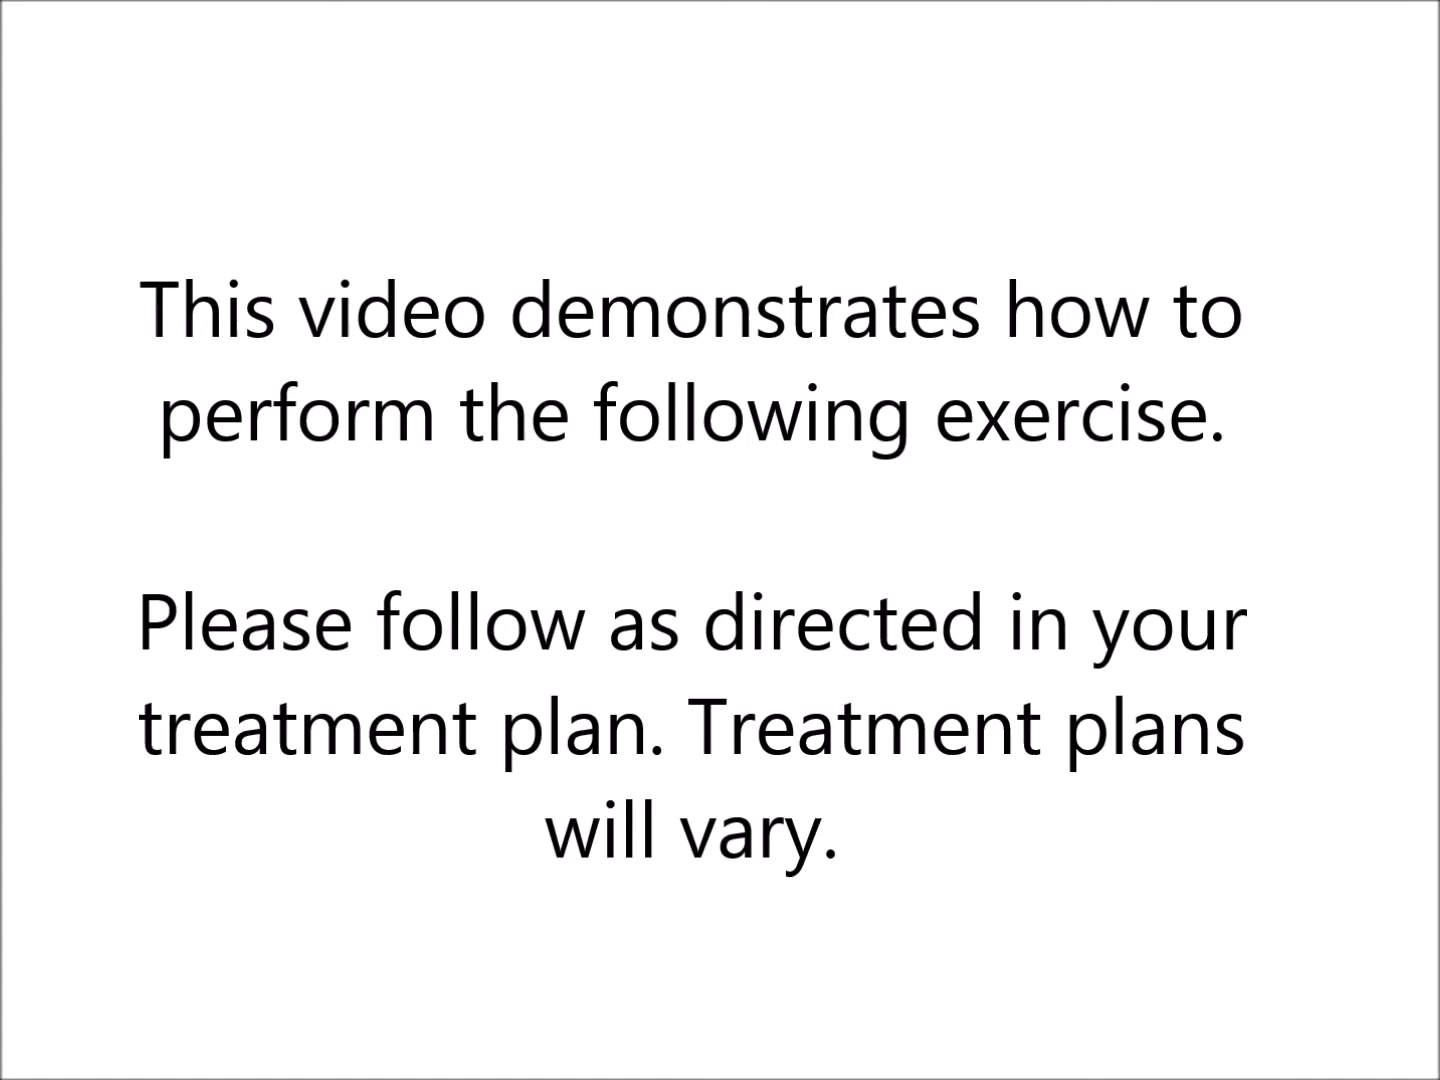 This video demonstrates how to
perform the following exercise.
Please follow as directed in your
treatment plan. Treatment plans
will vary.